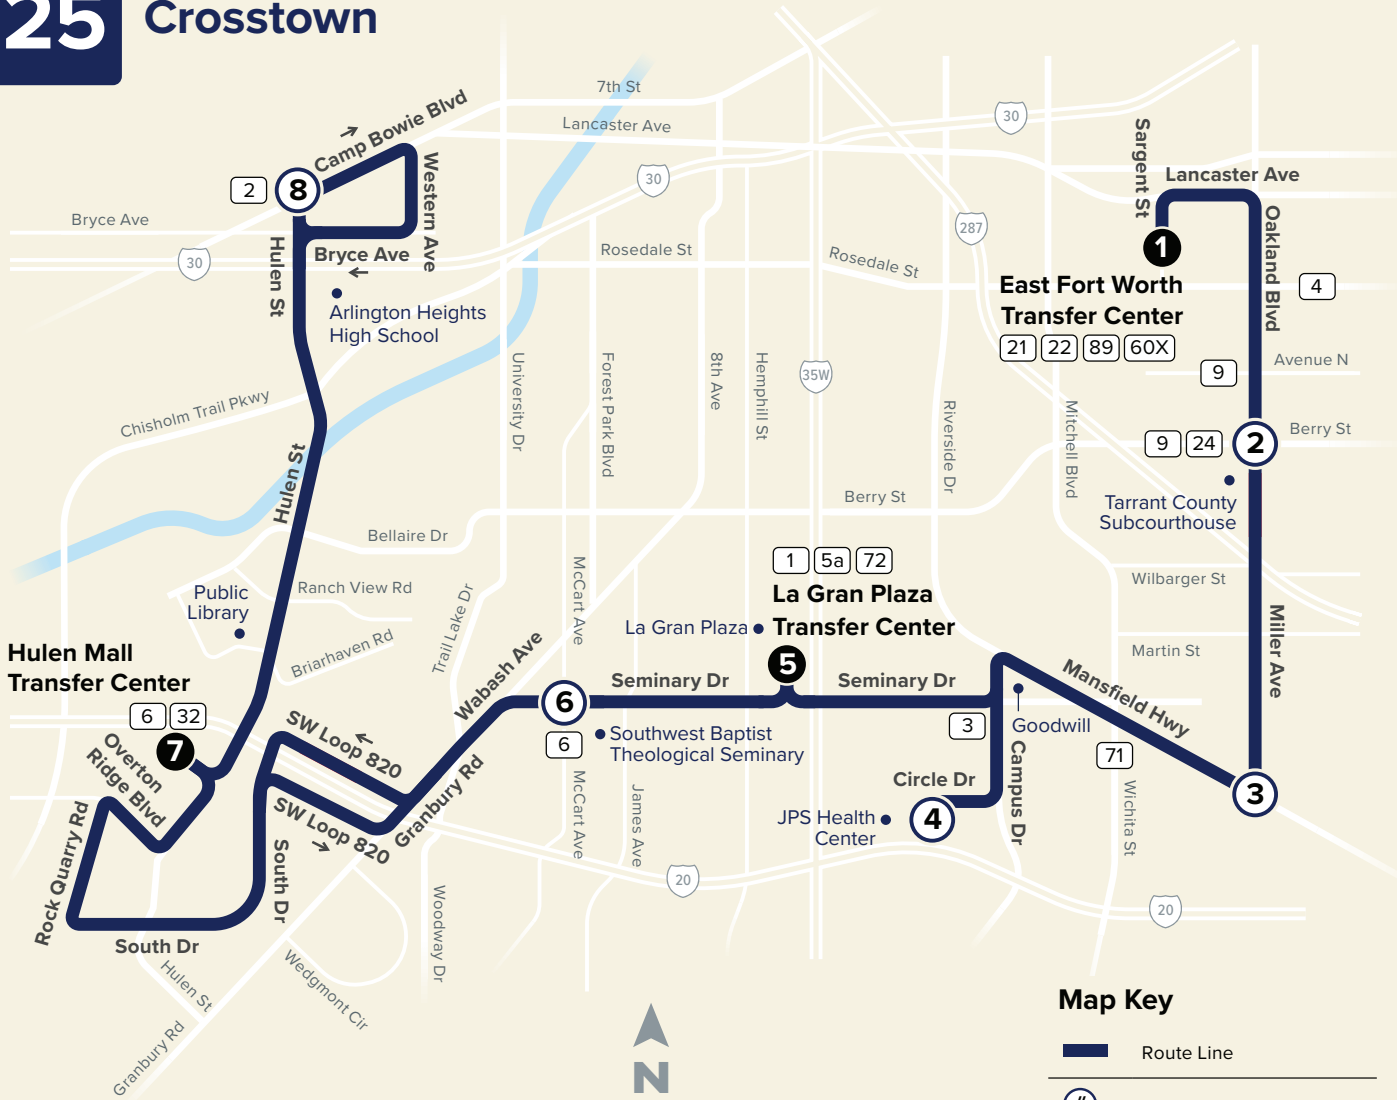 25
Crosstown
7th St
Lancaster Ave
30
Camp Bowie Blvd
Western Ave
2
8
30
Bryce Ave
30
Hulen St
Bryce Ave
Arlington Heights
High School
Rosedale St
Rosedale St
287
Sargent St
Lancaster Ave
1
Oakland Blvd
East Fort Worth
Transfer Center
21
22
89
60X
4
Avenue N
9
9
24
2
Berry St
Tarrant County
Subcourthouse
Chisholm Trail Pkwy
University Dr
Forest Park Blvd
8th Ave
Hemphill St
35W
Riverside Dr
Mitchell Blvd
Hulen St
Berry St
Bellaire Dr
Ranch View Rd
Public
Library
Briarhaven Rd
Trail Lake Dr
McCart Ave
1
5a
72
La Gran Plaza
Transfer Center
La Gran Plaza
5
Wilbarger St
Martin St
Miller Ave
Mansfield Hwy
Hulen Mall
Transfer Center
6
32
7
Overton
Ridge Blvd
SW Loop 820
SW Loop 820
Wabash Ave
Granbury Rd
6
Seminary Dr
Seminary Dr
6
Southwest Baptist
Theological Seminary
3
Goodwill
71
3
Circle Dr
Campus Dr
JPS Health
Center
4
Wichita St
McCart Ave
James Ave
20
20
Rock Quarry Rd
South Dr
South Dr
Woodway Dr
Hulen St
Wedgmont Cir
Granbury Rd
N
Map Key
Route Line
#